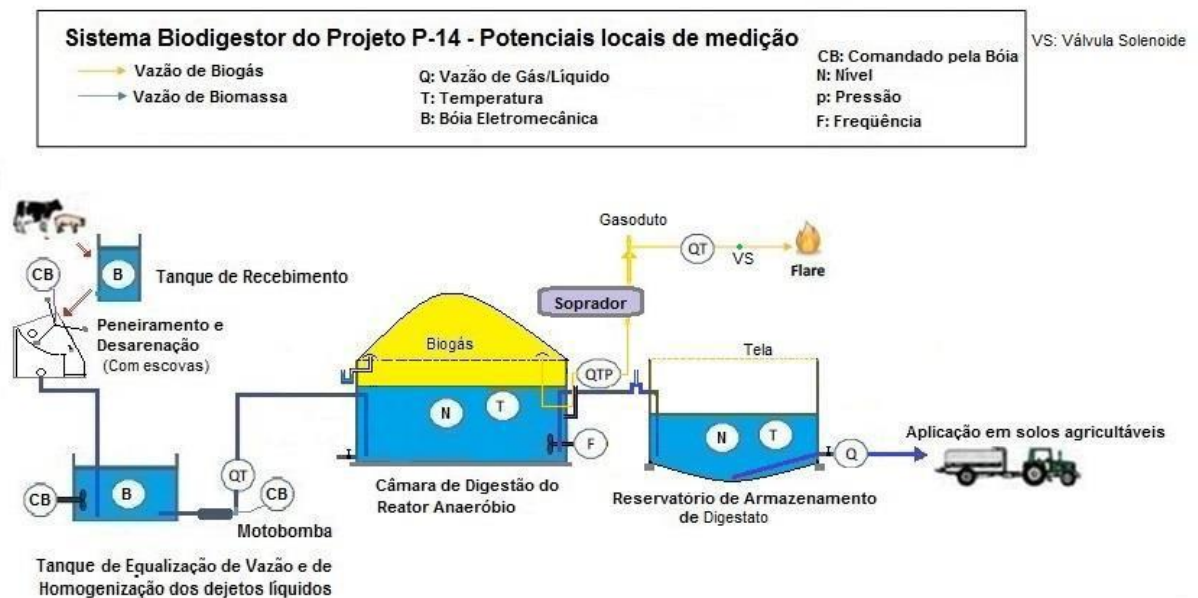 Sistema Biodigestor do Projeto P-14 - Potenciais locais de medição
Vazão de Biogás
Vazão de Biomassa
Q: Vazão de Gás/Líquido
T: Temperatura
B: Bóia Eletromecânica
CB: Comandado pela Bóia
N: Nível
p: Pressão
F: Freqüência
VS: Válvula Solenoide
Gasoduto
QT
VS
Flare
CB
B
Tanque de Recebimento
Soprador
Peneiramento e
Desarenação
(Com escovas)
Biogás
QTP
Tela
N
T
F
N
T
Q
Aplicação em solos agricultáveis
QT
CB
B
CB
Motobomba
Câmara de Digestão do
Reator Anaeróbio
Reservatório de Armazenamento
de Digestato
Tanque de Equalização de Vazão e de
Homogenização dos dejetos líquidos